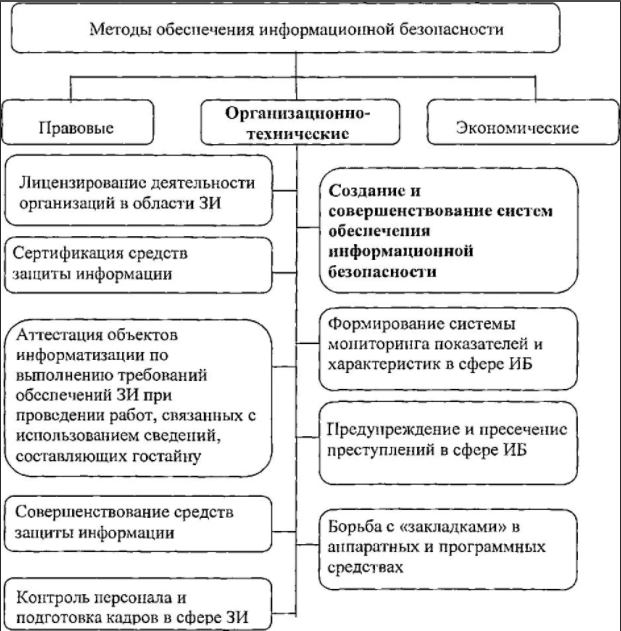 Методы обеспечения информационной безопасности
Правовые
Организационно-
технические
Экономические
Лицензирование деятельности
организаций в области ЗИ
Сертификация средств
защиты информации
Аттестация объектов
информатизации по
выполнению требований
обеспечений ЗИ при
проведении работ, связанных с
использованием сведений,
составляющих гостайну
Совершенствование средств
защиты информации
Контроль персонала и
подготовка кадров в сфере ЗИ
Создание и
совершенствование систем
обеспечения
информационной
безопасности
Формирование системы
мониторинга показателей и
характеристик в сфере ИБ
Предупреждение и пресечение
преступлений в сфере ИБ
Борьба с «закладками» в
аппаратных и программных
средствах